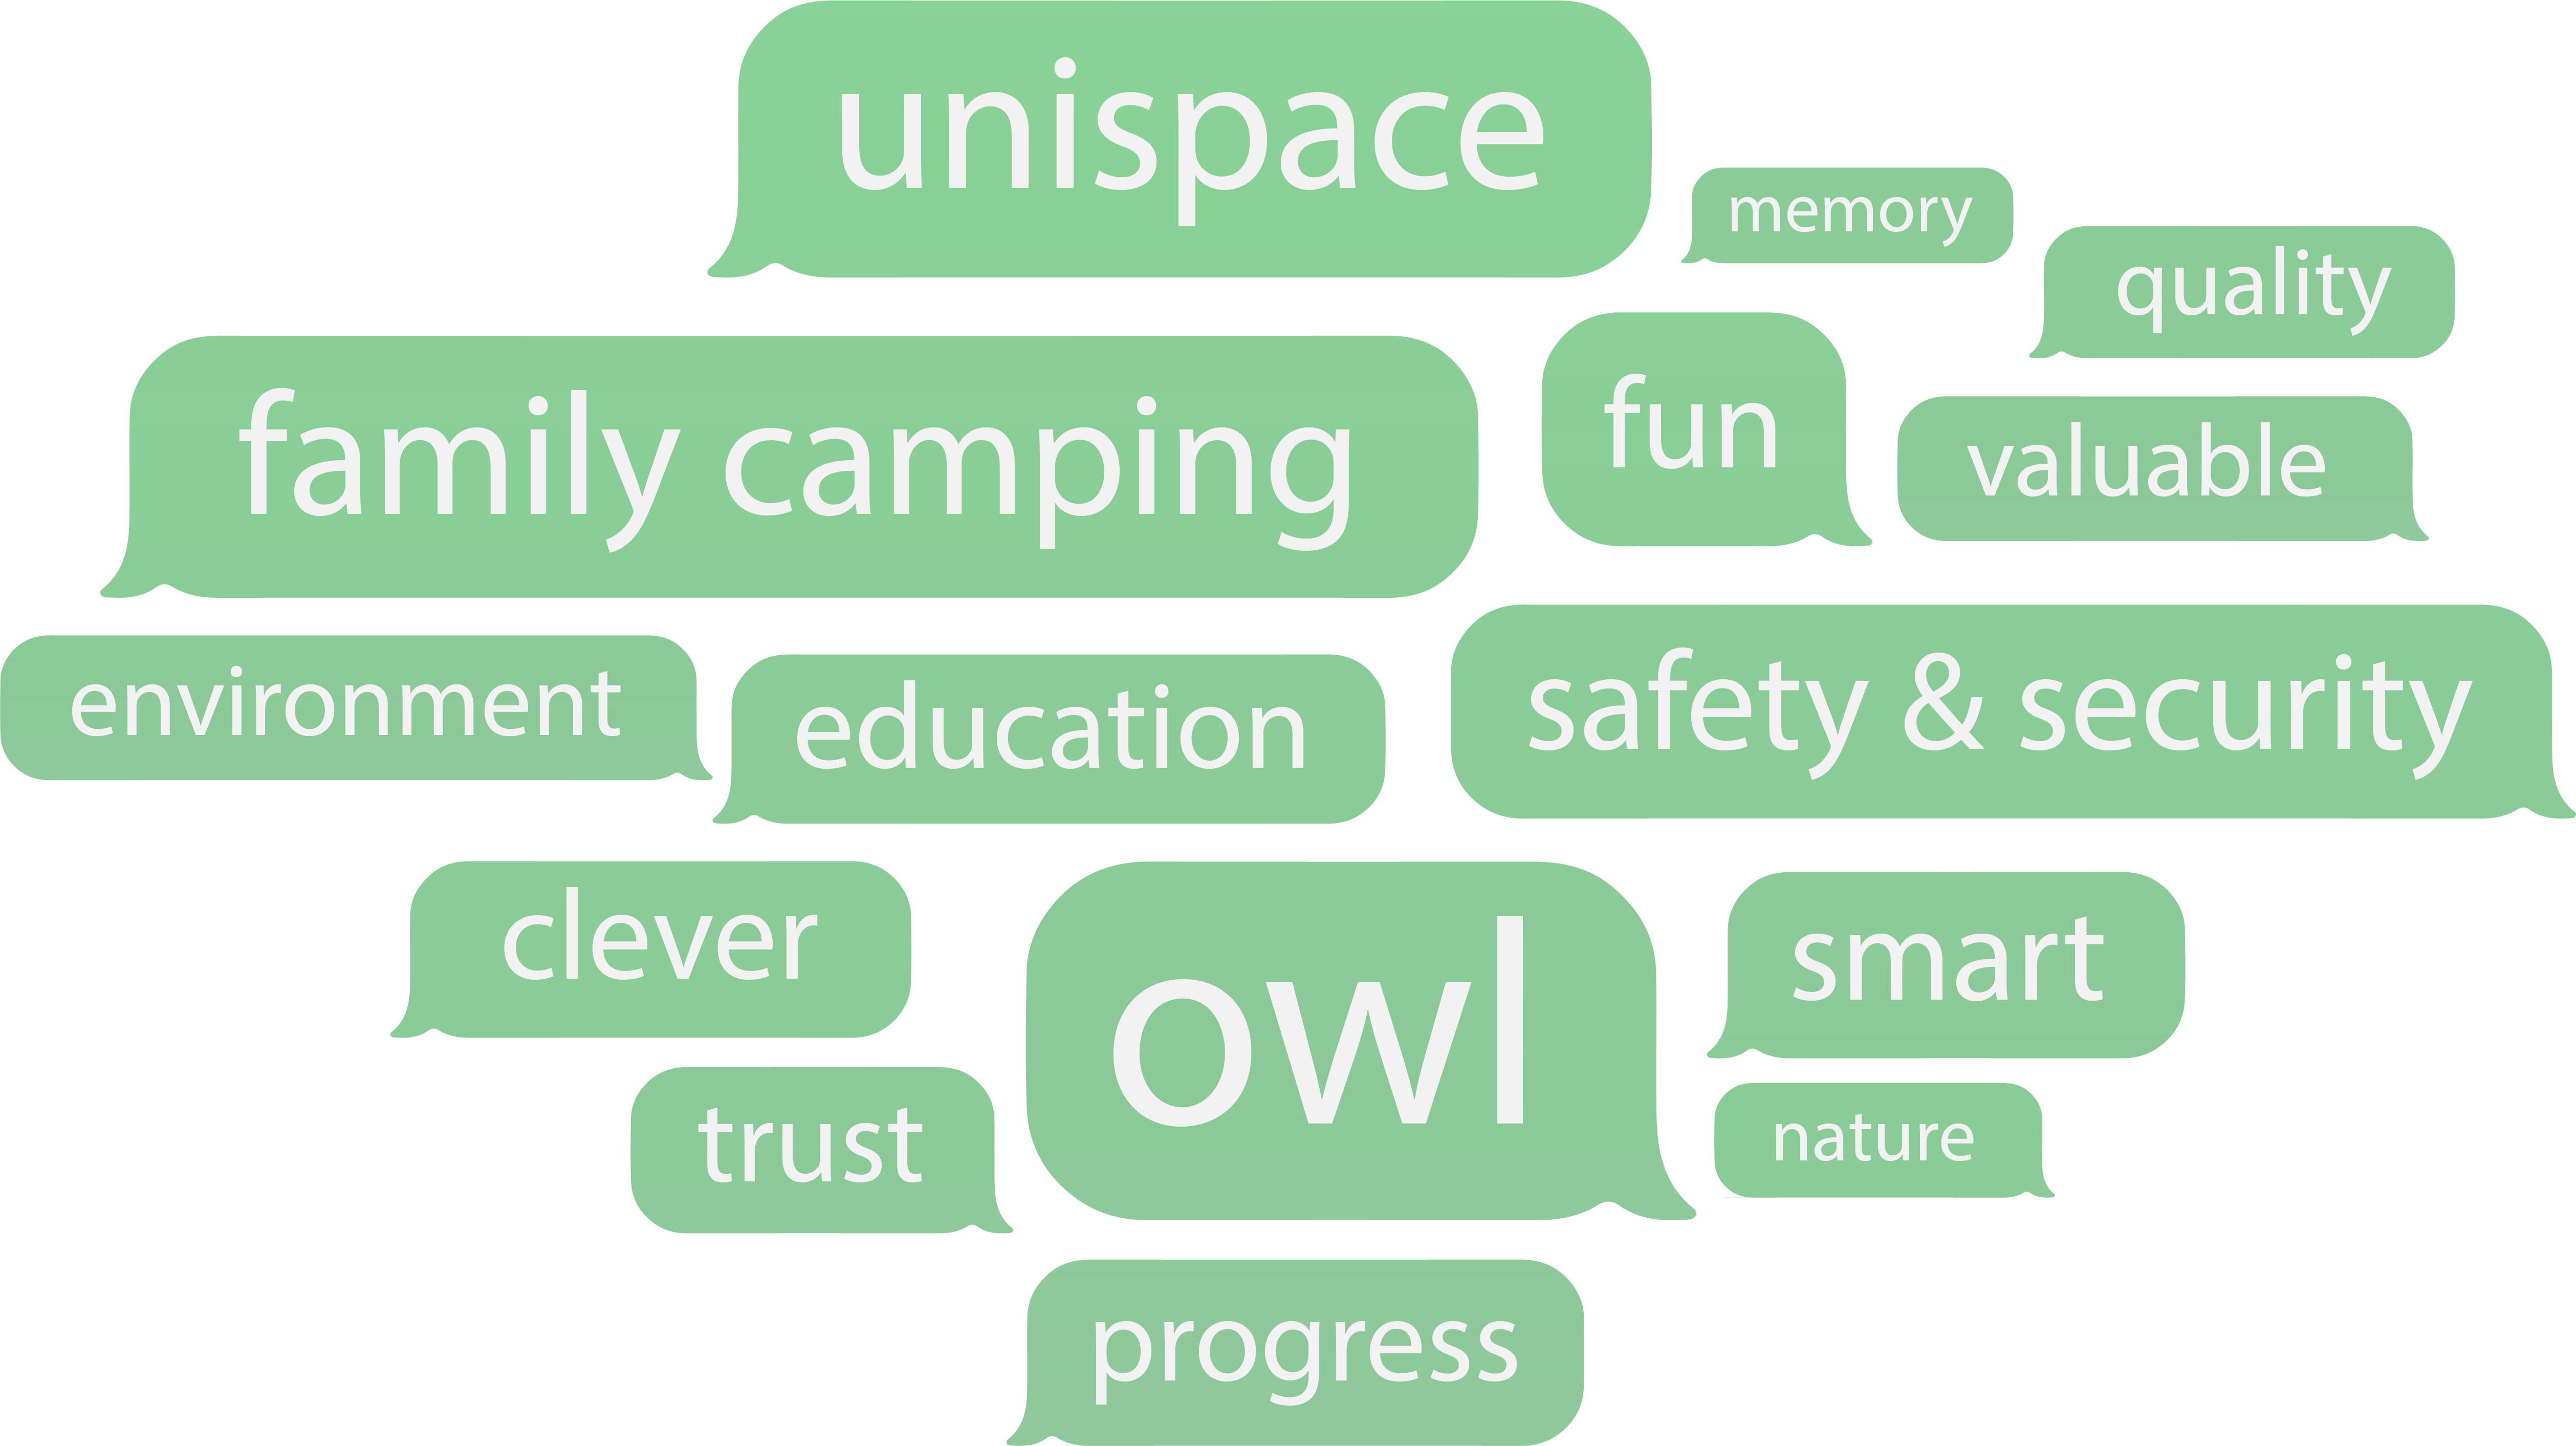 unispace
memory
quality
family camping
fun
valuable
environment
education
safety & security
clever
owl
smart
trust
nature
progress